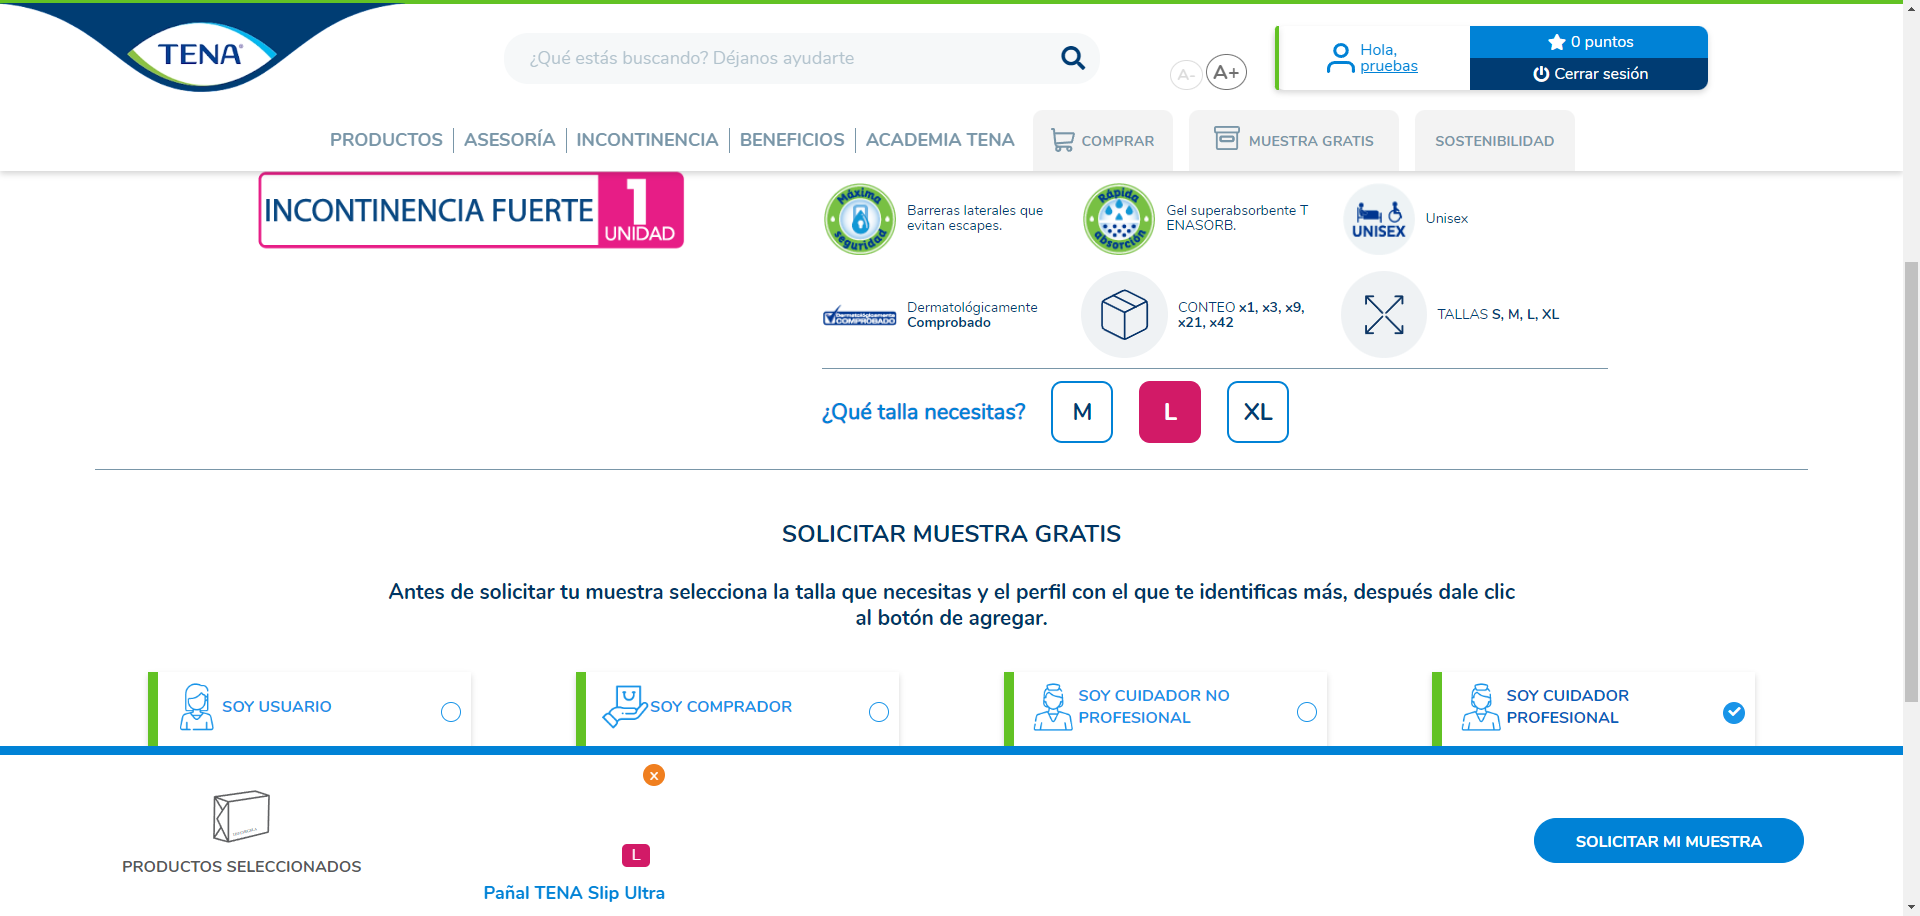 TENA
¿Qué estás buscando? Déjanos ayudarte
A-
A+
Hola,
pruebas
0 puntos
Cerrar sesión
PRODUCTOS
ASESORÍA
INCONTINENCIA
BENEFICIOS
ACADEMIA TENA
COMPRAR
MUESTRA GRATIS
SOSTENIBILIDAD
INCONTINENCIA FUERTE
1
UNIDAD
Máxima
seguridad
Barreras laterales que
evitan escapes.
Rápida
absorción
Gel superabsorbente T
ENASORB.
UNISEX
Unisex
Dermatológicamente
COMPROBADO
Dermatológicamente
Comprobado
CONTEO x1, x3, x9,
x21, x42
TALLAS S, M, L, XL
¿Qué talla necesitas?
M
L
XL
SOLICITAR MUESTRA GRATIS
Antes de solicitar tu muestra selecciona la talla que necesitas y el perfil con el que te identificas más, después dale clic
al botón de agregar.
SOY USUARIO
SOY COMPRADOR
SOY CUIDADOR NO
PROFESIONAL
SOY CUIDADOR
PROFESIONAL
x
L
PRODUCTOS SELECCIONADOS
Pañal TENA Slip Ultra
SOLICITAR MI MUESTRA